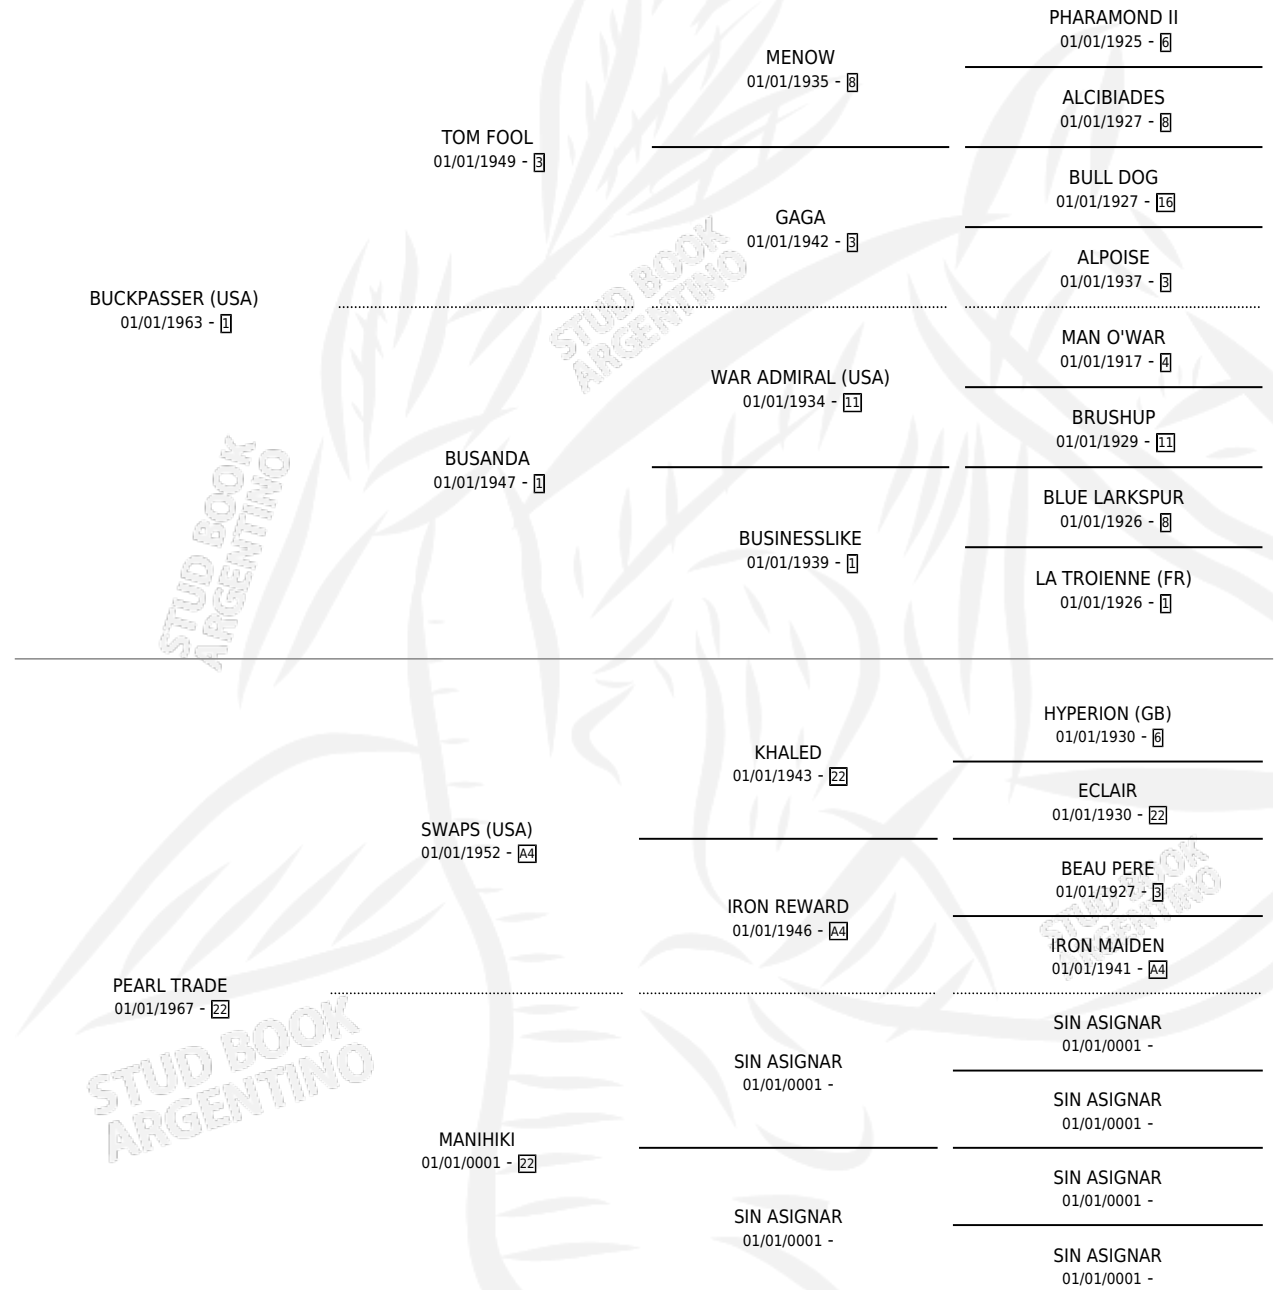 PHARAMOND II
01/01/1925 - 6
MENOW
01/01/1935 - 8
ALCIBIADES
01/01/1927 - 8
TOM FOOL
01/01/1949 - 3
BULL DOG
01/01/1927 - 16
GAGA
01/01/1942 - 3
ALPOISE
01/01/1937 - 3
BUCKPASSER (USA)
01/01/1963 - 1
MAN O'WAR
01/01/1917 - 4
WAR ADMIRAL (USA)
01/01/1934 - 11
BRUSHUP
01/01/1929 - 11
BUSANDA
01/01/1947 - 1
BLUE LARKSPUR
01/01/1926 - 8
BUSINESSLIKE
01/01/1939 - 1
LA TROIENNE (FR)
01/01/1926 - 1
HYPERION (GB)
01/01/1930 - 6
KHALED
01/01/1943 - 22
ECLAIR
01/01/1930 - 22
SWAPS (USA)
01/01/1952 - A4
BEAU PERE
01/01/1927 - 3
IRON REWARD
01/01/1946 - A4
IRON MAIDEN
01/01/1941 - A4
PEARL TRADE
01/01/1967 - 22
SIN ASIGNAR
01/01/0001 -
SIN ASIGNAR
01/01/0001 -
SIN ASIGNAR
01/01/0001 -
MANIHIKI
01/01/0001 - 22
SIN ASIGNAR
01/01/0001 -
SIN ASIGNAR
01/01/0001 -
SIN ASIGNAR
01/01/0001 -
STUD BOOK
ARGENTINO
STUD BOOK
ARGENTINO
STUD BOOK
ARGENTINO
STUD BOOK
ARGENTINO